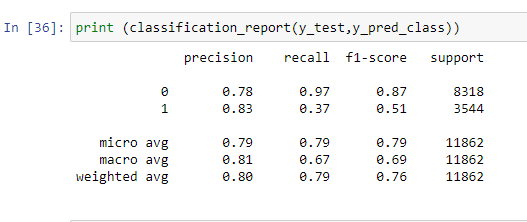 In [36]: print (classification_report(y_test,y_pred_class))
precision recall f1-score support
0 0.78 0.97 0.87 8318
1 0.83 0.37 0.51 3544
micro avg 0.79 0.79 0.79 11862
macro avg 0.81 0.67 0.69 11862
weighted avg 0.80 0.79 0.76 11862